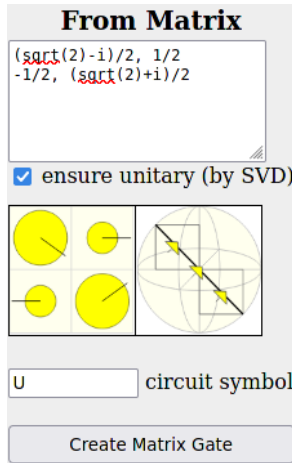 From Matrix
(sqrt(2)-i)/2, 1/2
-1/2, (sqrt(2)+i)/2
ensure unitary (by SVD)
U circuit symbol
Create Matrix Gate